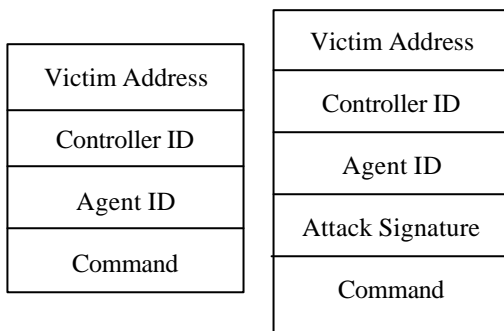 Victim Address
Controller ID
Agent ID
Command
Victim Address
Controller ID
Agent ID
Attack Signature
Command